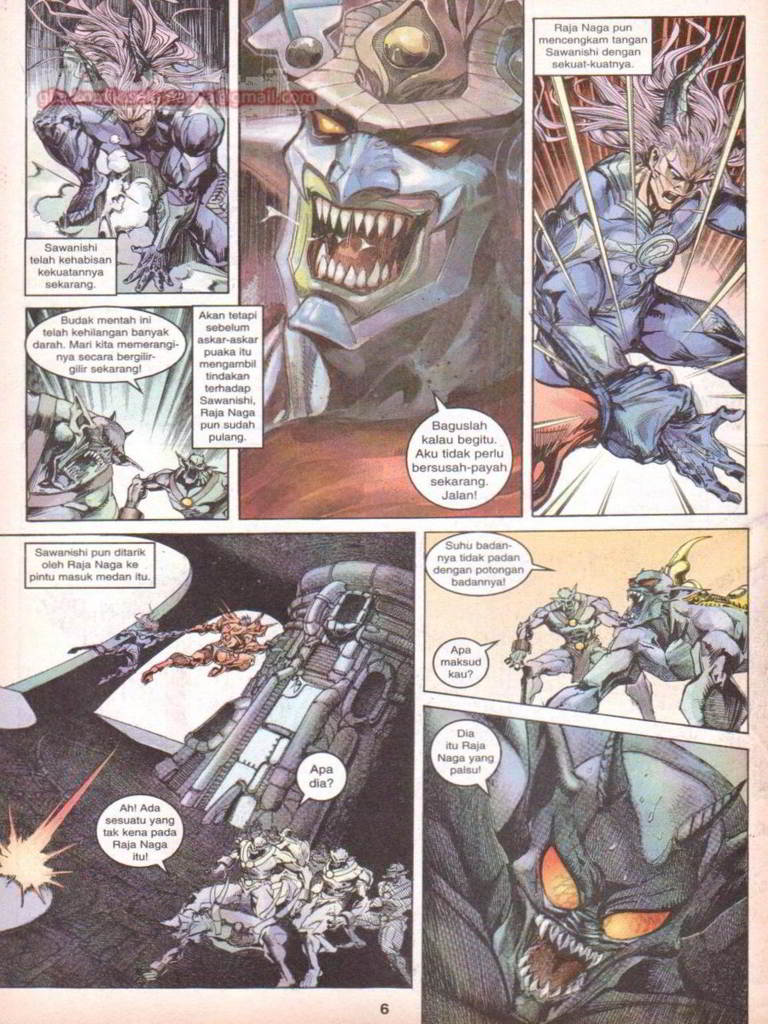 Sawanishi
telah kehabisan
kekuatannya
sekarang.
Raja Naga pun
mencengkam tangan
Sawanishi dengan
sekuat-kuatnya.
Budak mentah ini
telah kehilangan banyak
darah. Mari kita memerangi-
nya secara bergilir-
gilir sekarang!
Akan tetapi
sebelum
askar-askar
puaka itu
mengambil
tindakan
terhadap
Sawanishi,
Raja Naga
pun sudah
pulang.
Baguslah
kalau begitu.
Aku tidak perlu
bersusah-payah
sekarang.
Jalan!
Sawanishi pun ditarik
oleh Raja Naga ke
pintu masuk medan itu.
Apa
dia?
Ah! Ada
sesuatu yang
tak kena pada
Raja Naga
itu!
Suhu badan-
nya tidak padan
dengan potongan
badannya!
Apa
maksud
kau?
Dia
itu Raja
Naga yang
palsu!
6